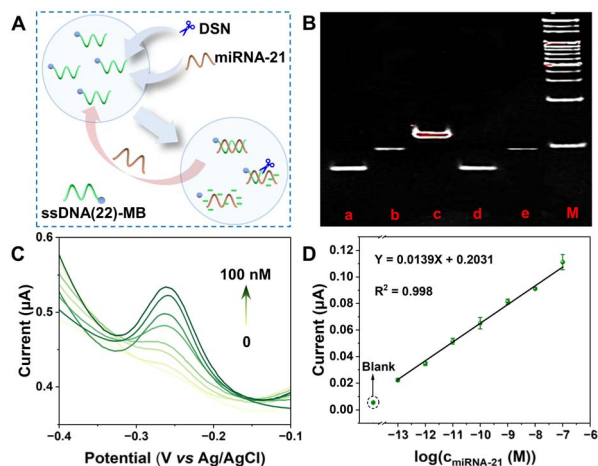 A
DSN
miRNA-21
ssDNA(22)-MB
B
a b c d e M
C
0.6
0.5
0.4
Current (μA)
100 nM
0
−0.4 −0.3 −0.2 −0.1
Potential (V vs Ag/AgCl)
D
0.12
0.10
0.08
0.06
0.04
0.02
0.00
Current (μA)
Y = 0.0139X + 0.2031
R² = 0.998
Blank
-13 -12 -11 -10 -9 -8 -7 -6
log(cmiRNA-21 (M))